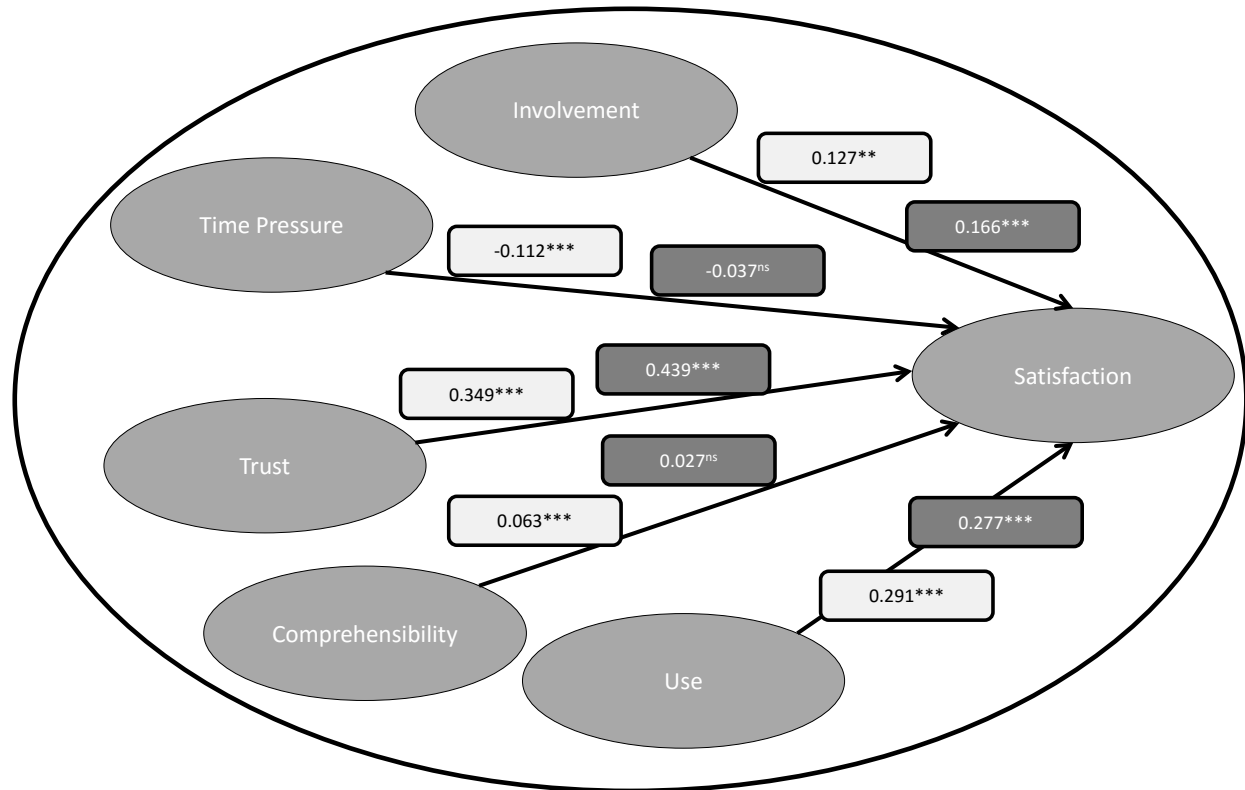 Involvement
0.127**
Time Pressure
0.166***
-0.112***
-0.037ns
0.439***
Satisfaction
0.349***
Trust
0.027ns
0.063***
0.277***
0.291***
Comprehensibility
Use